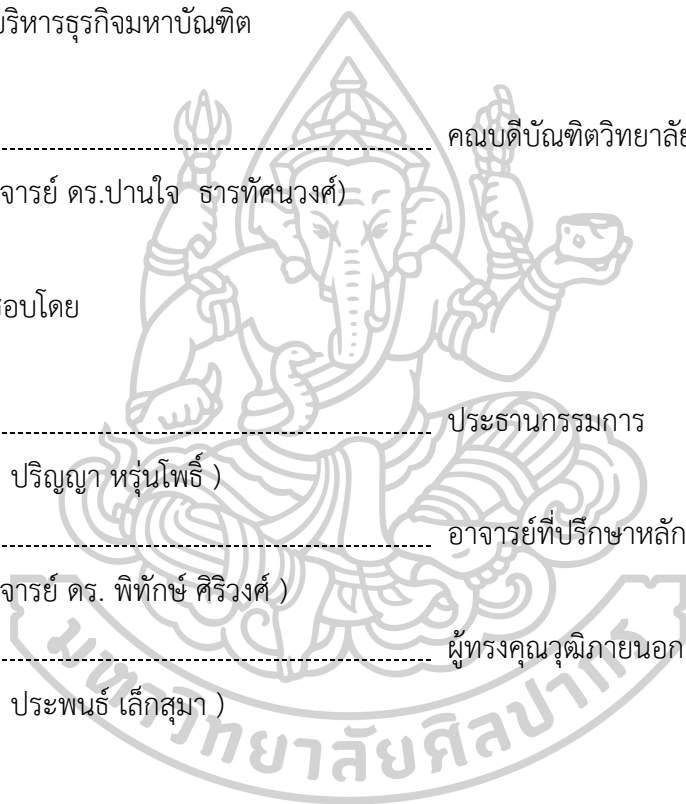 บริหารธุรกิจมหาบัณฑิต
คณบดีบัณฑิตวิทยาลัย
จารย์ ดร.ปานใจ ธารทัศนวงศ์)
สอบโดย
ประธานกรรมการ
ปริญญา หรุ่นโพธิ์ )
อาจารย์ที่ปรึกษาหลัก
จารย์ ดร. พิทักษ์ ศิริวงศ์ )
ผู้ทรงคุณวุฒิภายนอก
ประพนธ์ เล็กสุมา )
มหาวิทยาลัยศิลปากร